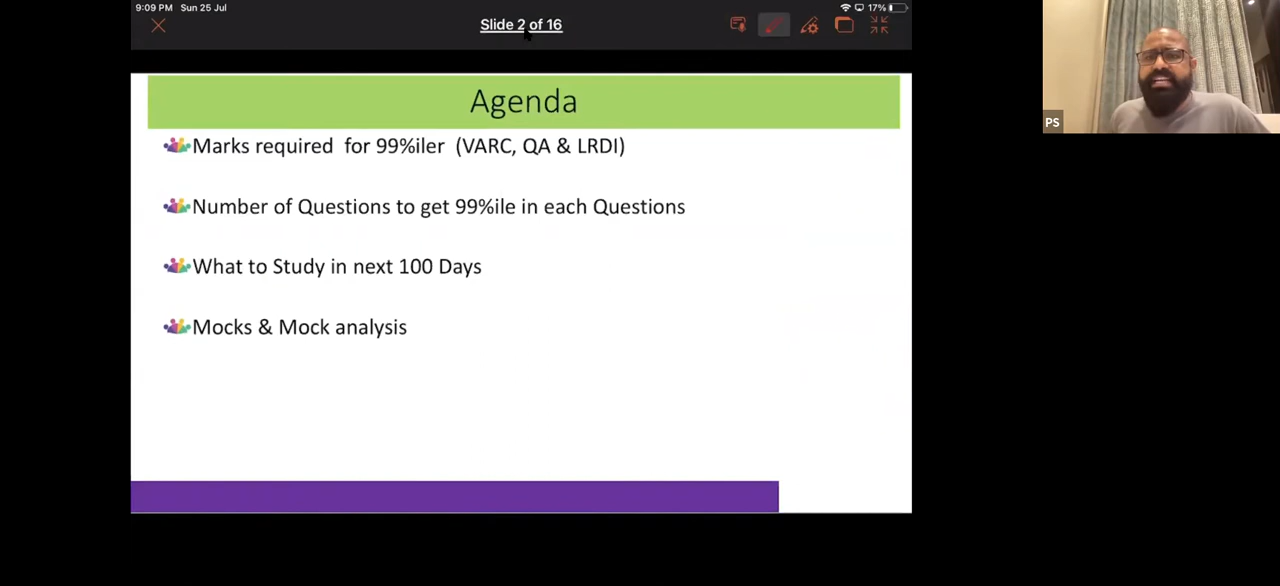 9:09 PM Sun 25 Jul
17%
Slide 2 of 16
Agenda
Marks required for 99%iler (VARC, QA & LRDI)
Number of Questions to get 99%ile in each Questions
What to Study in next 100 Days
Mocks & Mock analysis
PS